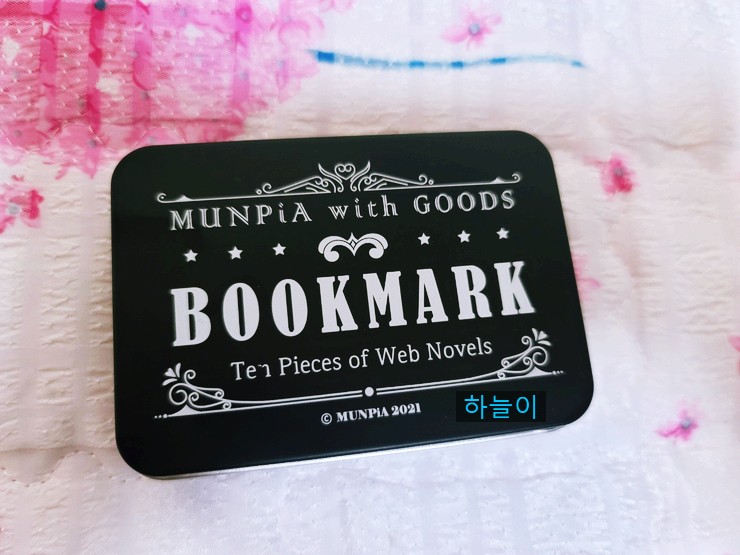 MUNPiA with GOODS
BOOKMARK
Ten Pieces of Web Novels
© MUNPiA 2021
하늘이